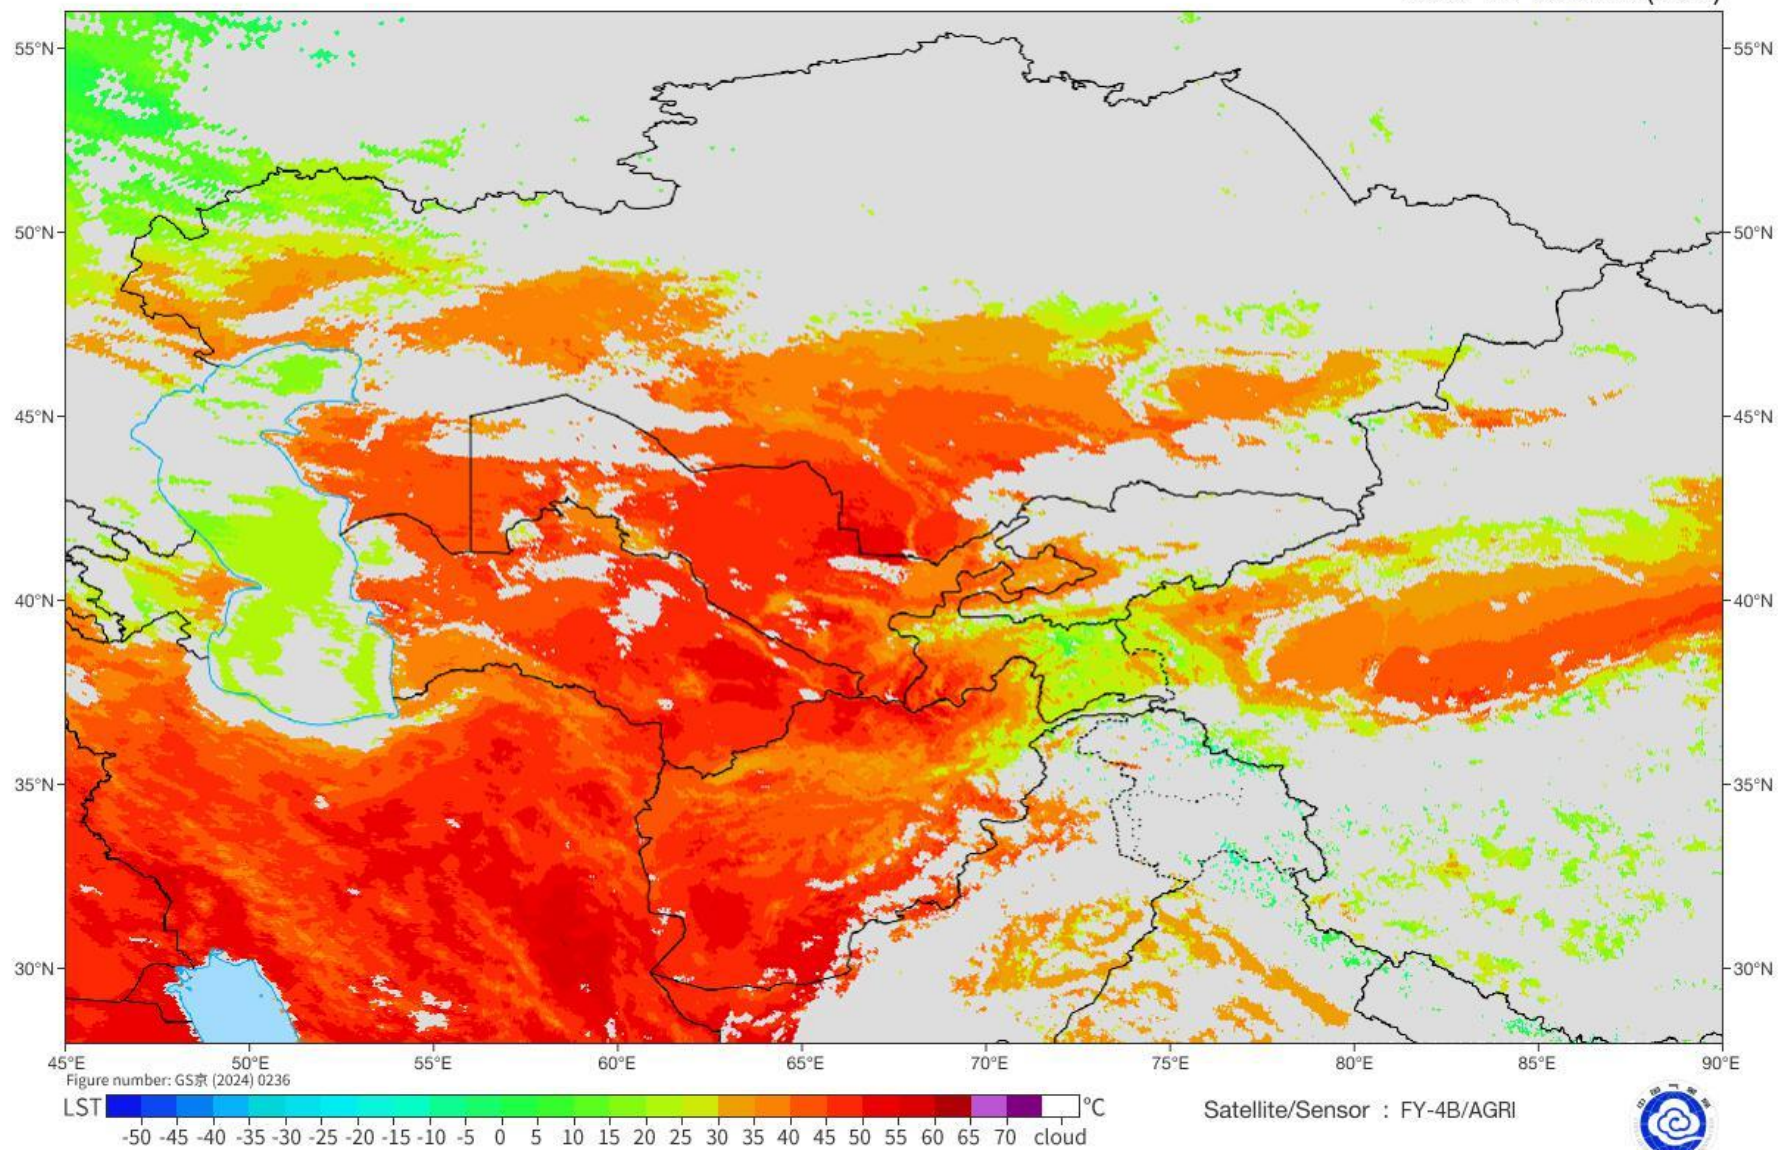 55°N 55°N
50°N 50°N
45°N 45°N
40°N 40°N
35°N 35°N
30°N 30°N
45°E 50°E 55°E 60°E 65°E 70°E 75°E 80°E 85°E 90°E
Figure number: GS京 (2024) 0236
LST °C
-50 -45 -40 -35 -30 -25 -20 -15 -10 -5 0 5 10 15 20 25 30 35 40 45 50 55 60 65 70 cloud
Satellite/Sensor : FY-4B/AGRI